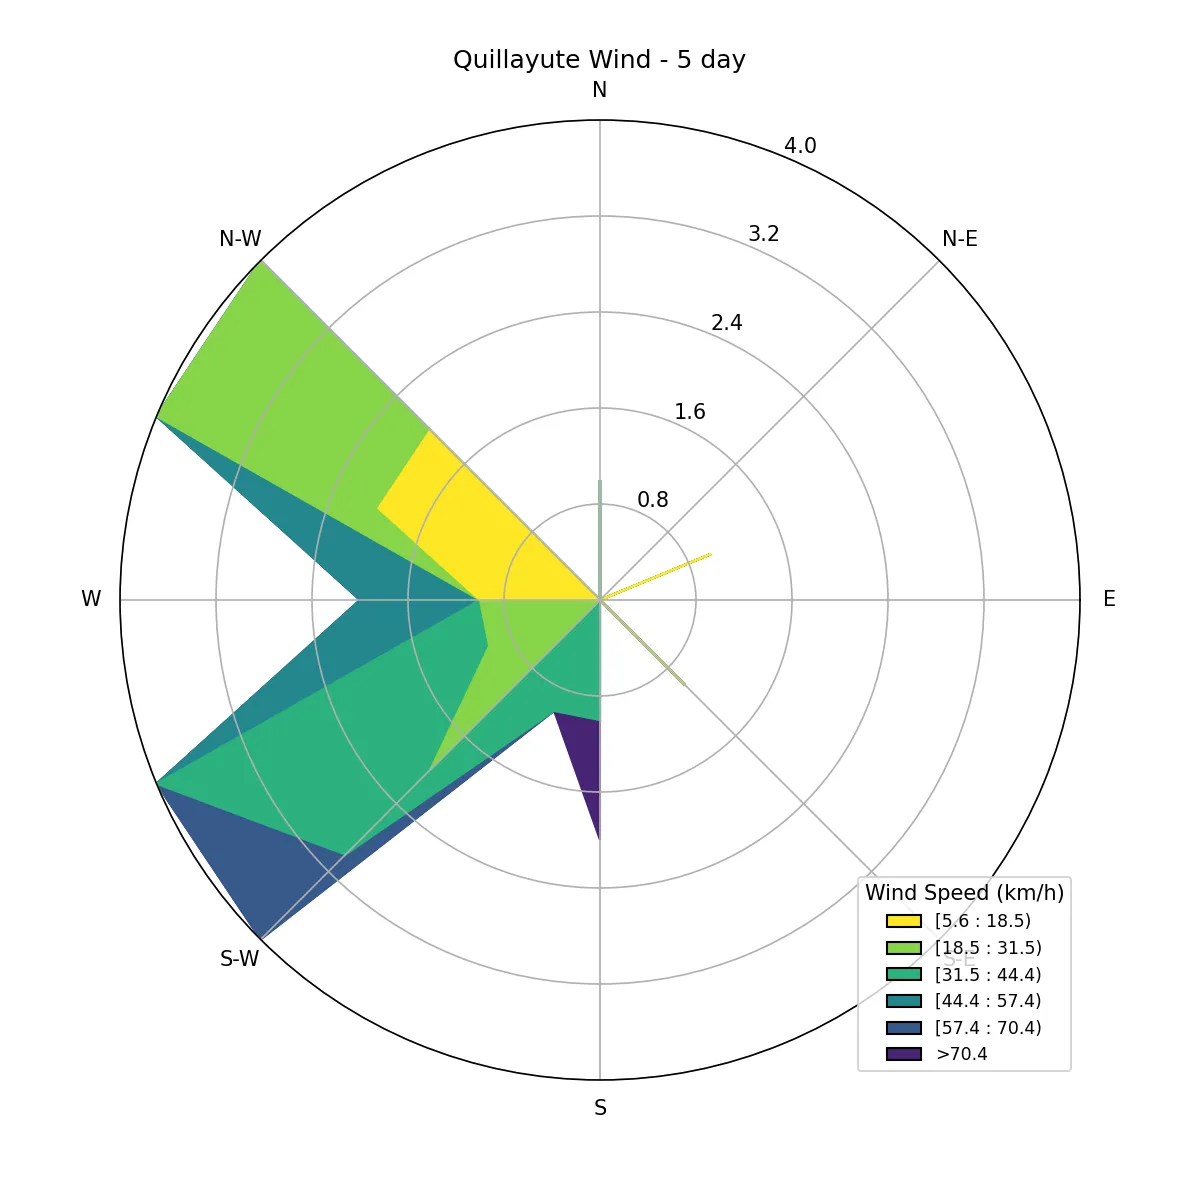 Quillayute Wind - 5 day
N
4.0
N-W
3.2
N-E
2.4
1.6
0.8
W
E
S-W
S-E
S
Wind Speed (km/h)
[5.6 : 18.5)
[18.5 : 31.5)
[31.5 : 44.4)
[44.4 : 57.4)
[57.4 : 70.4)
>70.4